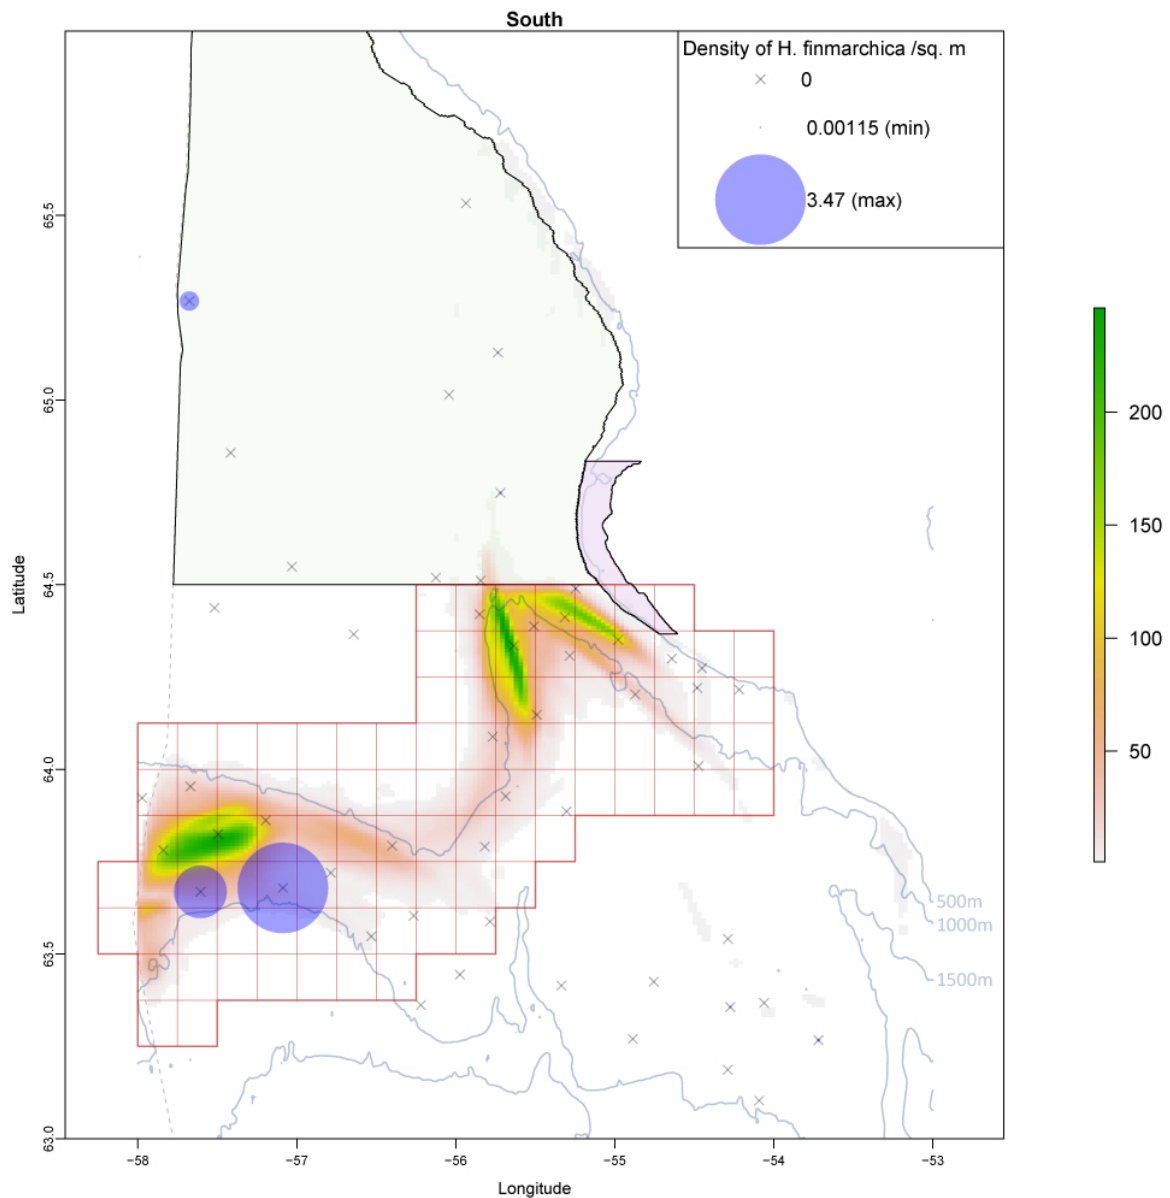 South
Density of H. finmarchica /sq. m
0
0.00115 (min)
3.47 (max)
65.5
65.0
64.5
64.0
63.5
63.0
Latitude
200
150
100
50
500m
1000m
1500m
−58
−57
−56
−55
−54
−53
Longitude